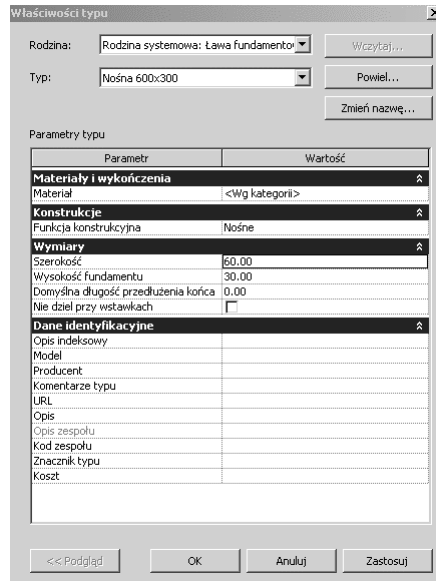 Właściwości typu
Rodzina: Rodzina systemowa: Ława fundamento Wczytaj...
Typ: Nośna 600x300 Powiel...
Zmień nazwę...
Parametry typu
Parametr Wartość
Materiały i wykończenia
Materiał <Wg kategorii>
Konstrukcje
Funkcja konstrukcyjna Nośne
Wymiary
Szerokość 60.00
Wysokość fundamentu 30.00
Domyślna długość przedłużenia końca 0.00
Nie dziel przy wstawkach
Dane identyfikacyjne
Opis indeksowy
Model
Producent
Komentarze typu
URL
Opis
Opis zespołu
Kod zespołu
Znacznik typu
Koszt
<< Podgląd OK Anuluj Zastosuj